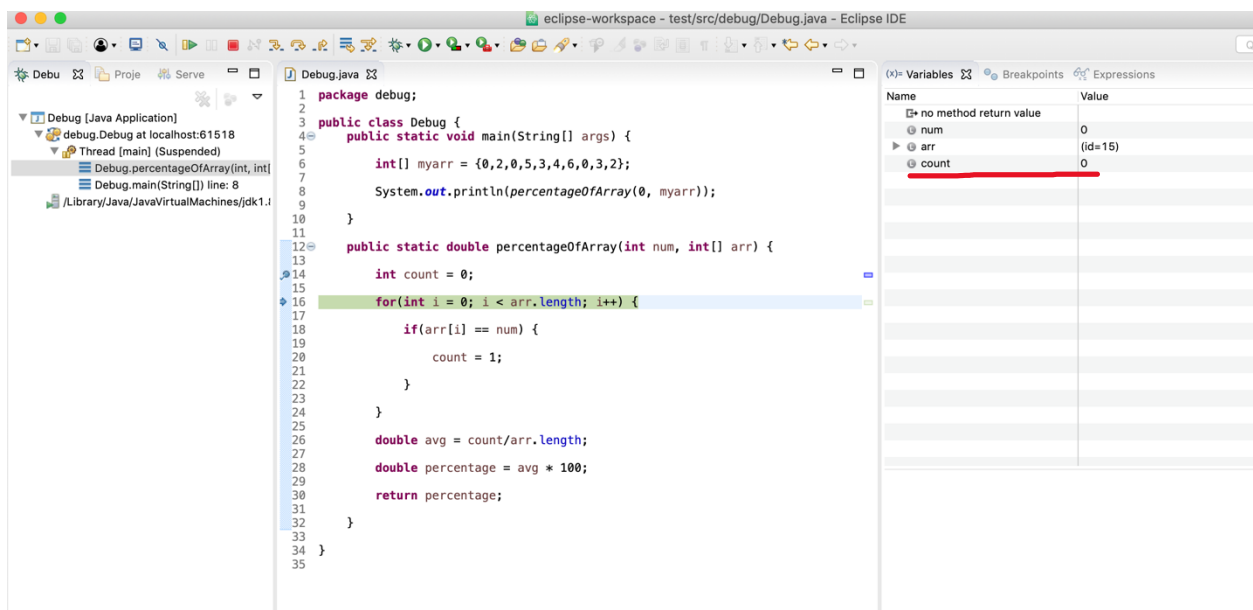 eclipse-workspace - test/src/debug/Debug.java - Eclipse IDE
Debu Proje Serve
Debug [Java Application]
debug.Debug at localhost:61518
Thread [main] (Suspended)
Debug.percentageOfArray(int, int[
Debug.main(String[]) line: 8
/Library/Java/JavaVirtualMachines/jdk1.
Debug.java
1 package debug;
2
3 public class Debug {
4 public static void main(String[] args) {
5
6 int[] myarr = {0,2,0,5,3,4,6,0,3,2};
7
8 System.out.println(percentageOfArray(0, myarr));
9
10 }
11
12 public static double percentageOfArray(int num, int[] arr) {
13
14 int count = 0;
15
16 for(int i = 0; i < arr.length; i++) {
17
18 if(arr[i] == num) {
19
20 count = 1;
21
22 }
23
24 }
25
26 double avg = count/arr.length;
27
28 double percentage = avg * 100;
29
30 return percentage;
31
32 }
33
34 }
35
(x)= Variables Breakpoints Expressions
Name Value
no method return value
num 0
arr (id=15)
count 0